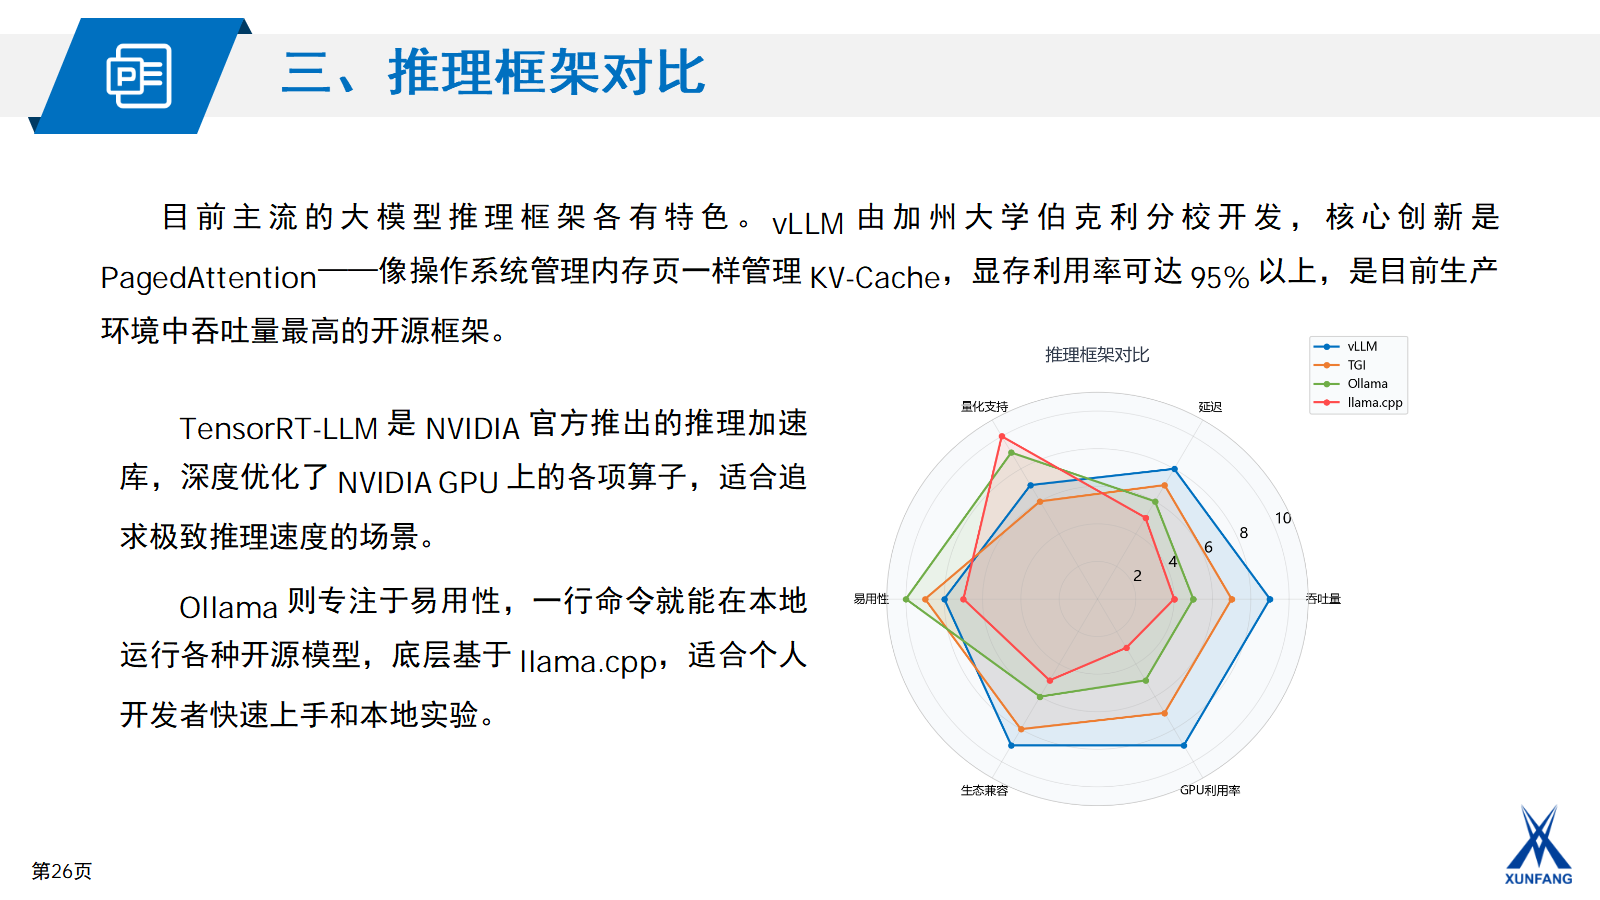 三、推理框架对比
目前主流的大模型推理框架各有特色。vLLM 由加州大学伯克利分校开发，核心创新是
PagedAttention——像操作系统管理内存页一样管理 KV-Cache，显存利用率可达 95% 以上，是目前生产
环境中吞吐量最高的开源框架。
TensorRT-LLM 是 NVIDIA 官方推出的推理加速
库，深度优化了 NVIDIA GPU 上的各项算子，适合追
求极致推理速度的场景。
Ollama 则专注于易用性，一行命令就能在本地
运行各种开源模型，底层基于 llama.cpp，适合个人
开发者快速上手和本地实验。
推理框架对比
vLLM
TGI
Ollama
llama.cpp
量化支持
延迟
10
8
6
4
2
易用性
吞吐量
生态兼容
GPU利用率
第26页
XUNFANG